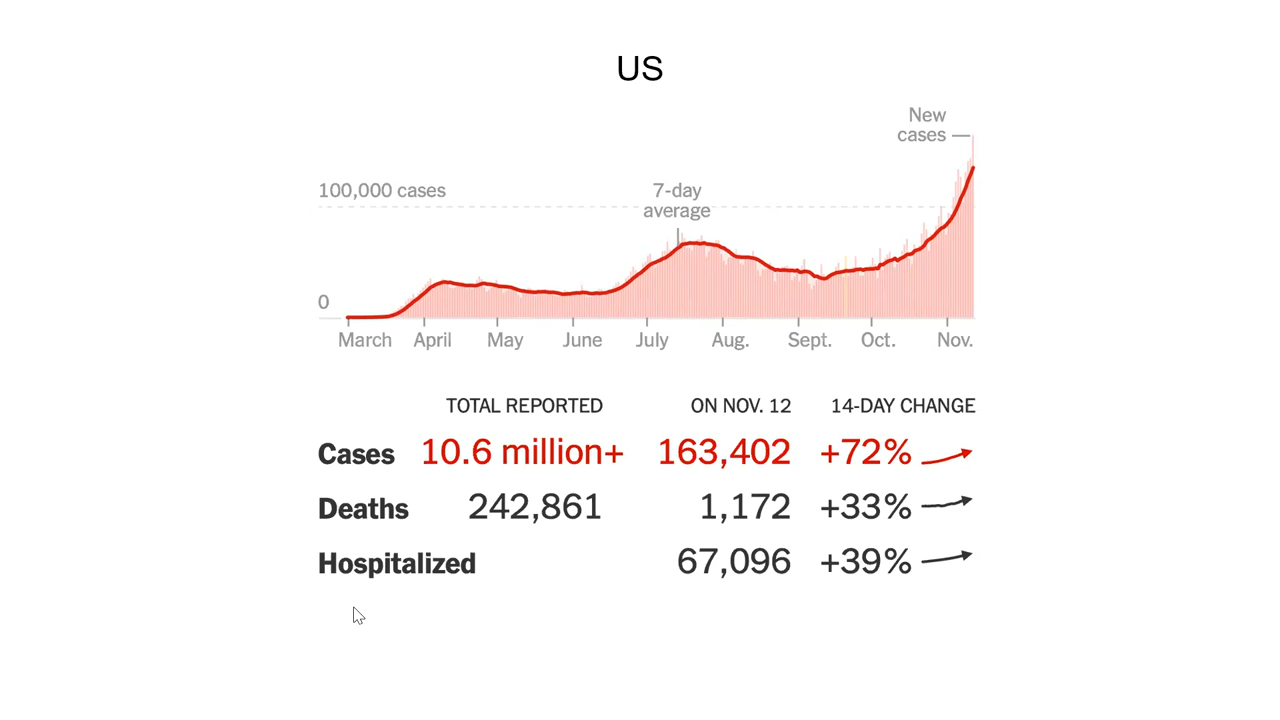 US
New
cases
100,000 cases
7-day
average
0
March April May June July Aug. Sept. Oct. Nov.
TOTAL REPORTED ON NOV. 12 14-DAY CHANGE
Cases 10.6 million+ 163,402 +72%
Deaths 242,861 1,172 +33%
Hospitalized 67,096 +39%